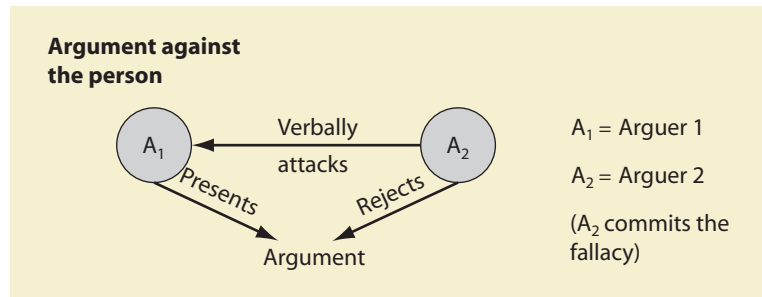 Argument against
the person
A₁
Verbally
attacks
A₂
Presents
Rejects
Argument
A₁ = Arguer 1
A₂ = Arguer 2
(A₂ commits the
fallacy)